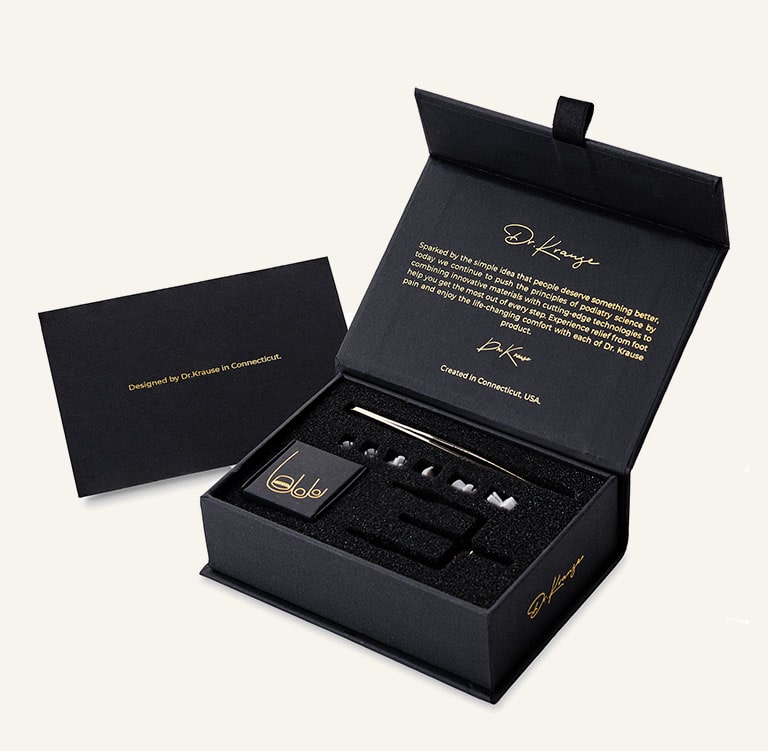 Dr. Krause
Sparked by the simple idea that people deserve something better,
today we continue to push the principles of podiatry science by
combining innovative materials with cutting-edge technologies to
help you get the most out of every step. Experience relief from foot
pain and enjoy the life-changing comfort with each of Dr. Krause
product.
Dr. Krause
Created in Connecticut, USA.
Designed by Dr.Krause in Connecticut.
Dr. Krause